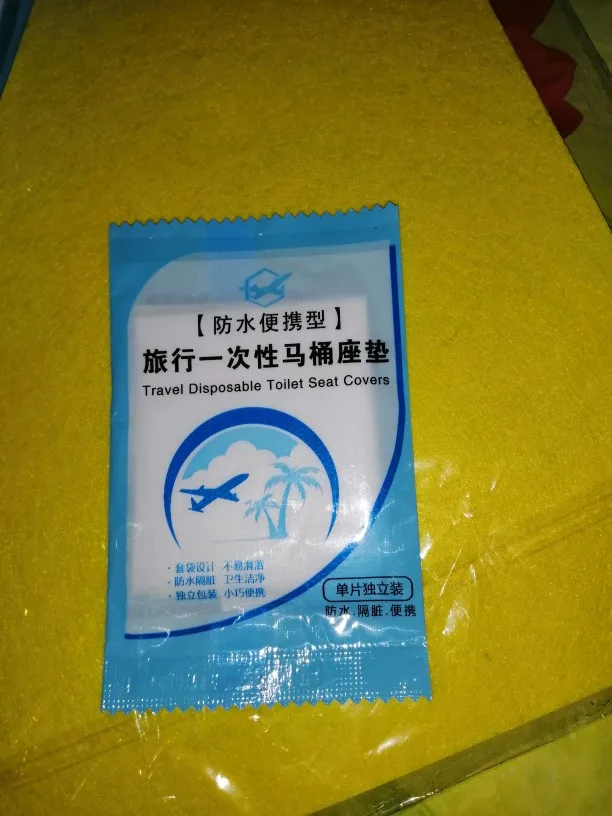 【防水便携型】
旅行一次性马桶座垫
Travel Disposable Toilet Seat Covers
· 套袋设计 不易滑落
· 防水隔脏 卫生洁净
· 独立包装 小巧便携
单片独立装
防水.隔脏.便携